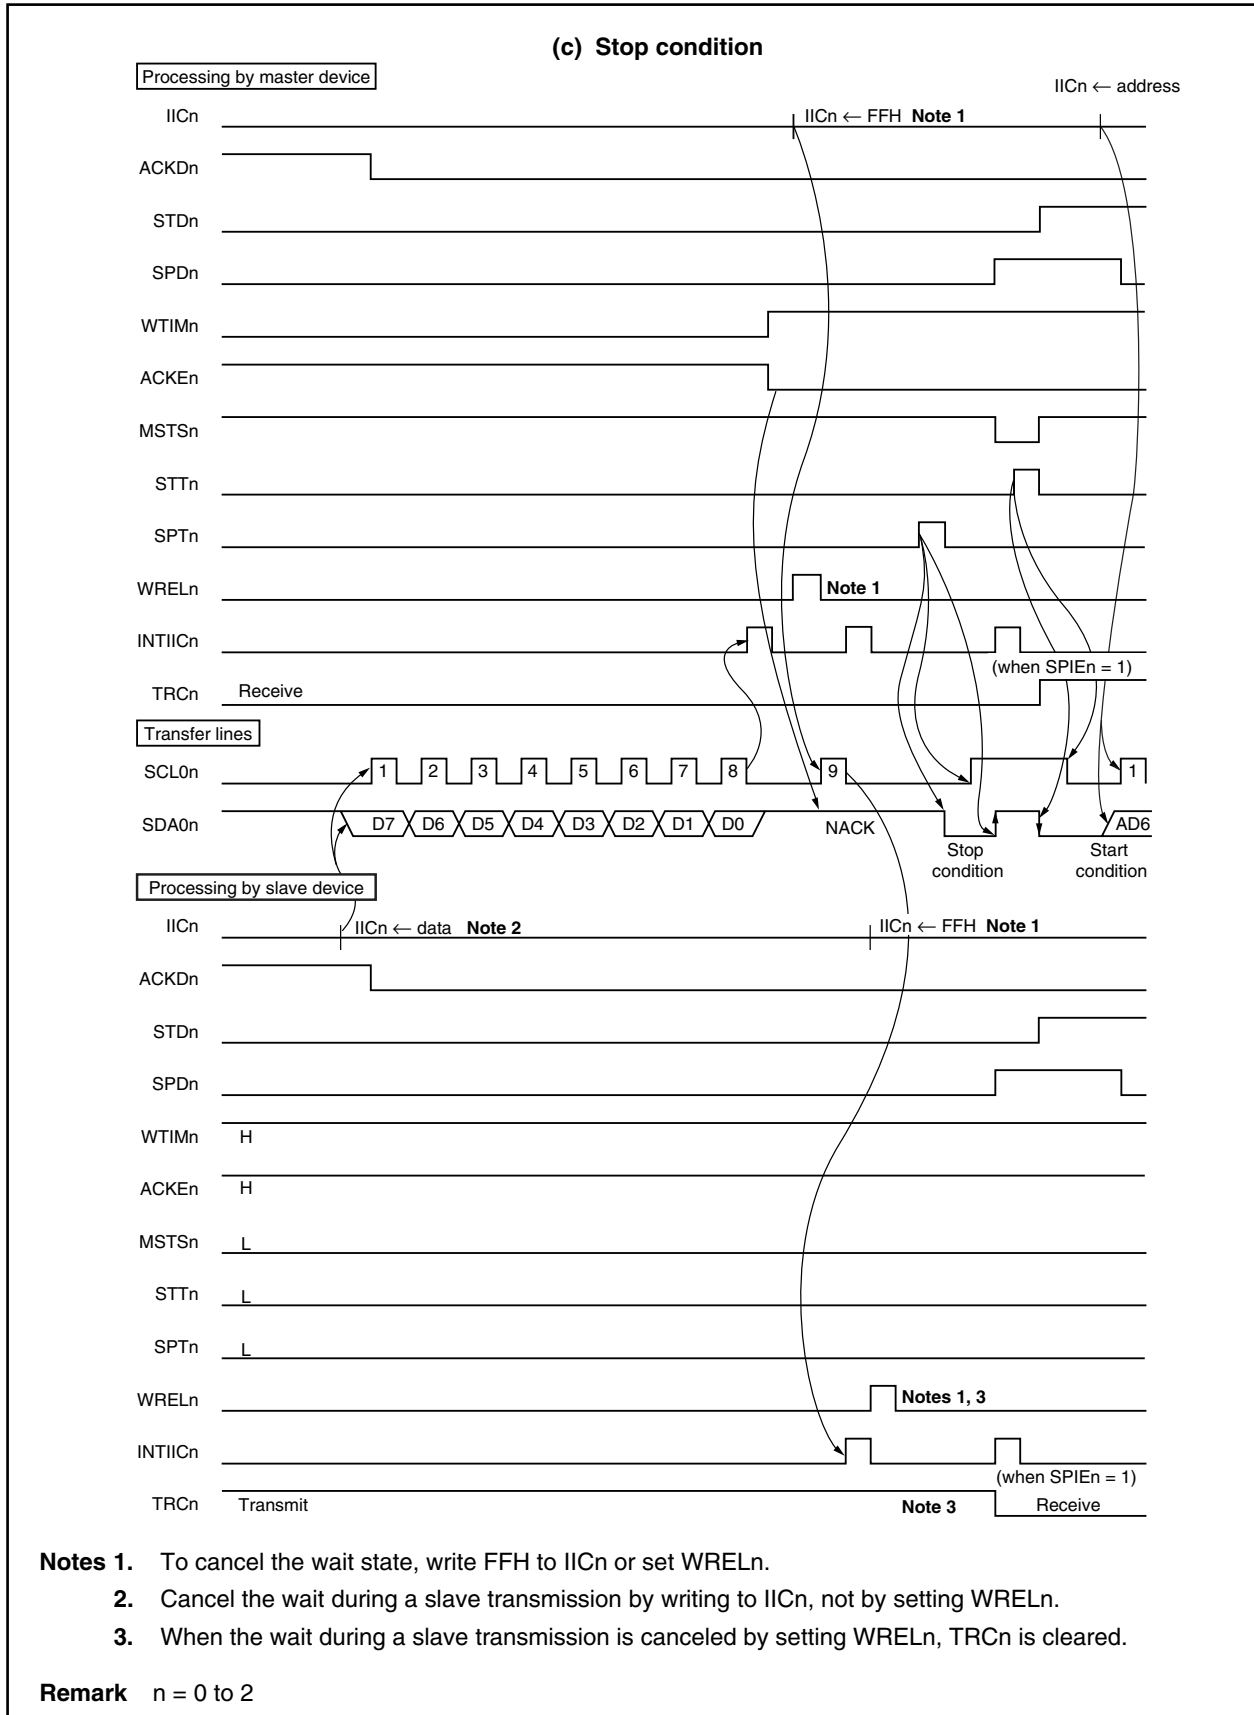 (c) Stop condition
Processing by master device
IICn ← address
IICn
IICn ← FFH Note 1
ACKDn
STDn
SPDn
WTIMn
ACKEn
MSTSn
STTn
SPTn
WRELn
Note 1
INTIICn
(when SPIEn = 1)
TRCn
Receive
Transfer lines
SCL0n
1 2 3 4 5 6 7 8 9 1
SDA0n
D7 D6 D5 D4 D3 D2 D1 D0 NACK AD6
Stop condition
Start condition
Processing by slave device
IICn
IICn ← data Note 2
IICn ← FFH Note 1
ACKDn
STDn
SPDn
WTIMn
H
ACKEn
H
MSTSn
L
STTn
L
SPTn
L
WRELn
Notes 1, 3
INTIICn
(when SPIEn = 1)
TRCn
Transmit
Note 3
Receive
Notes 1. To cancel the wait state, write FFH to IICn or set WRELn.
2. Cancel the wait during a slave transmission by writing to IICn, not by setting WRELn.
3. When the wait during a slave transmission is canceled by setting WRELn, TRCn is cleared.
Remark n = 0 to 2